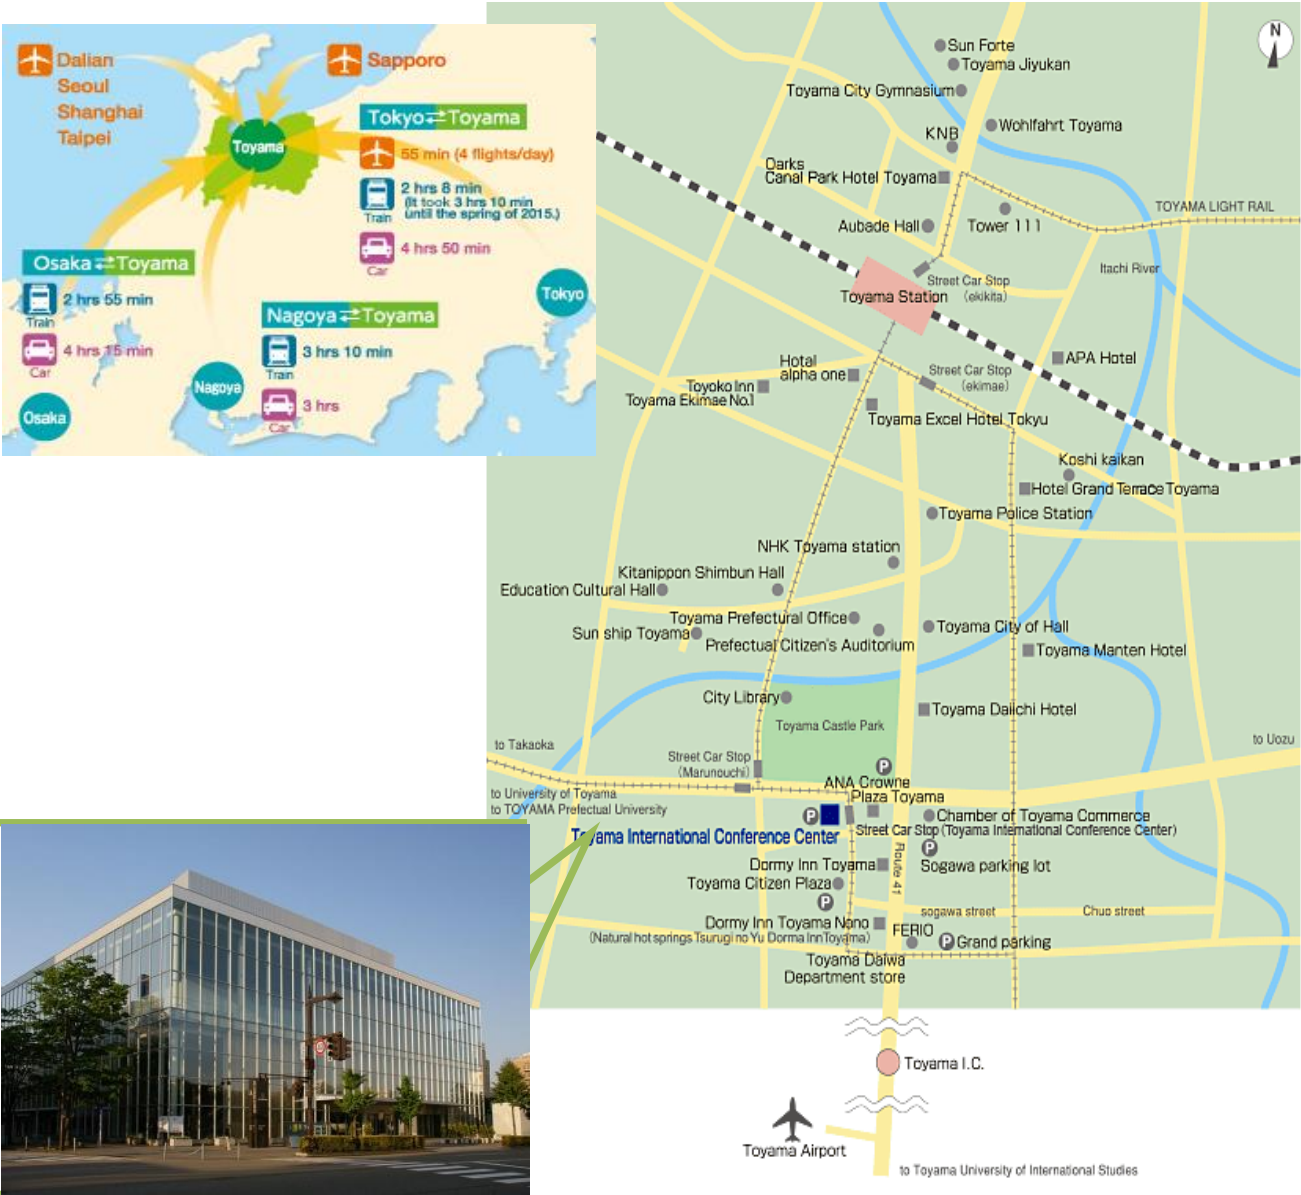 Dalian
Seoul
Shanghai
Taipei
Sapporo
Toyama
Tokyo⇄Toyama
55 min (4 flights/day)
2 hrs 8 min
(It took 3 hrs 10 min
until the spring of 2015.)
Train
4 hrs 50 min
Car
Osaka⇄Toyama
2 hrs 55 min
Train
4 hrs 15 min
Car
Nagoya⇄Toyama
3 hrs 10 min
Train
3 hrs
Car
Tokyo
Nagoya
Osaka
N
Sun Forte
Toyama Jiyukan
Toyama City Gymnasium
Wohlfahrt Toyama
KNB
Oarks
Canal Park Hotel Toyama
TOYAMA LIGHT RAIL
Aubade Hall
Tower 111
Itachi River
Street Car Stop
(ekikita)
Toyama Station
APA Hotel
Hotal
alpha one
Street Car Stop
(ekimae)
Toyoko Inn
Toyama Ekimae No.1
Toyama Excel Hotel Tokyu
Koshi kaikan
Hotel Grand Terrace Toyama
Toyama Police Station
NHK Toyama station
Kitanippon Shimbun Hall
Education Cultural Hall
Toyama Prefectural Office
Sun ship Toyama
Prefectual Citizen's Auditorium
Toyama City of Hall
Toyama Manten Hotel
City Library
Toyama Castle Park
Toyama Daiichi Hotel
to Takaoka
to Uozu
Street Car Stop
(Marunouchi)
P
ANA Crowne
Plaza Toyama
to University of Toyama
to TOYAMA Prefectual University
P
Chamber of Toyama Commerce
Toyama International Conference Center
Street Car Stop (Toyama International Conference Center)
P
Sogawa parking lot
Route 41
Dormy Inn Toyama
Toyama Citizen Plaza
P
sogawa street
Chuo street
Dormy Inn Toyama Nano
(Natural hot springs Tsurugi no Yu Dorma InnToyama)
FERIO
P Grand parking
Toyama Daiwa
Department store
Toyama I.C.
Toyama Airport
to Toyama University of International Studies